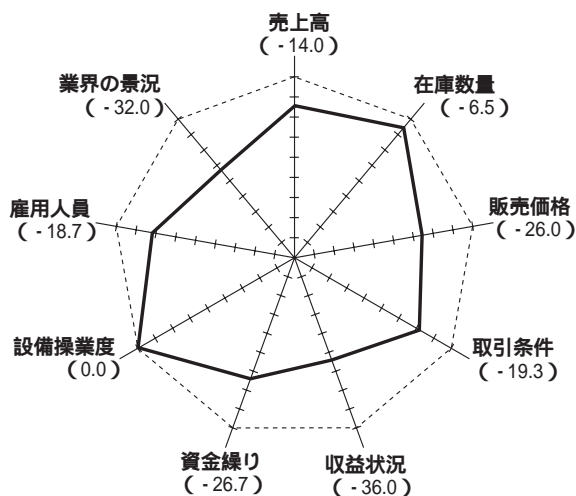 売上高
( - 14.0 )
在庫数量
( - 6.5 )
販売価格
( - 26.0 )
取引条件
( - 19.3 )
収益状況
( - 36.0 )
資金繰り
( - 26.7 )
設備操業度
( 0.0 )
雇用人員
( - 18.7 )
業界の景況
( - 32.0 )